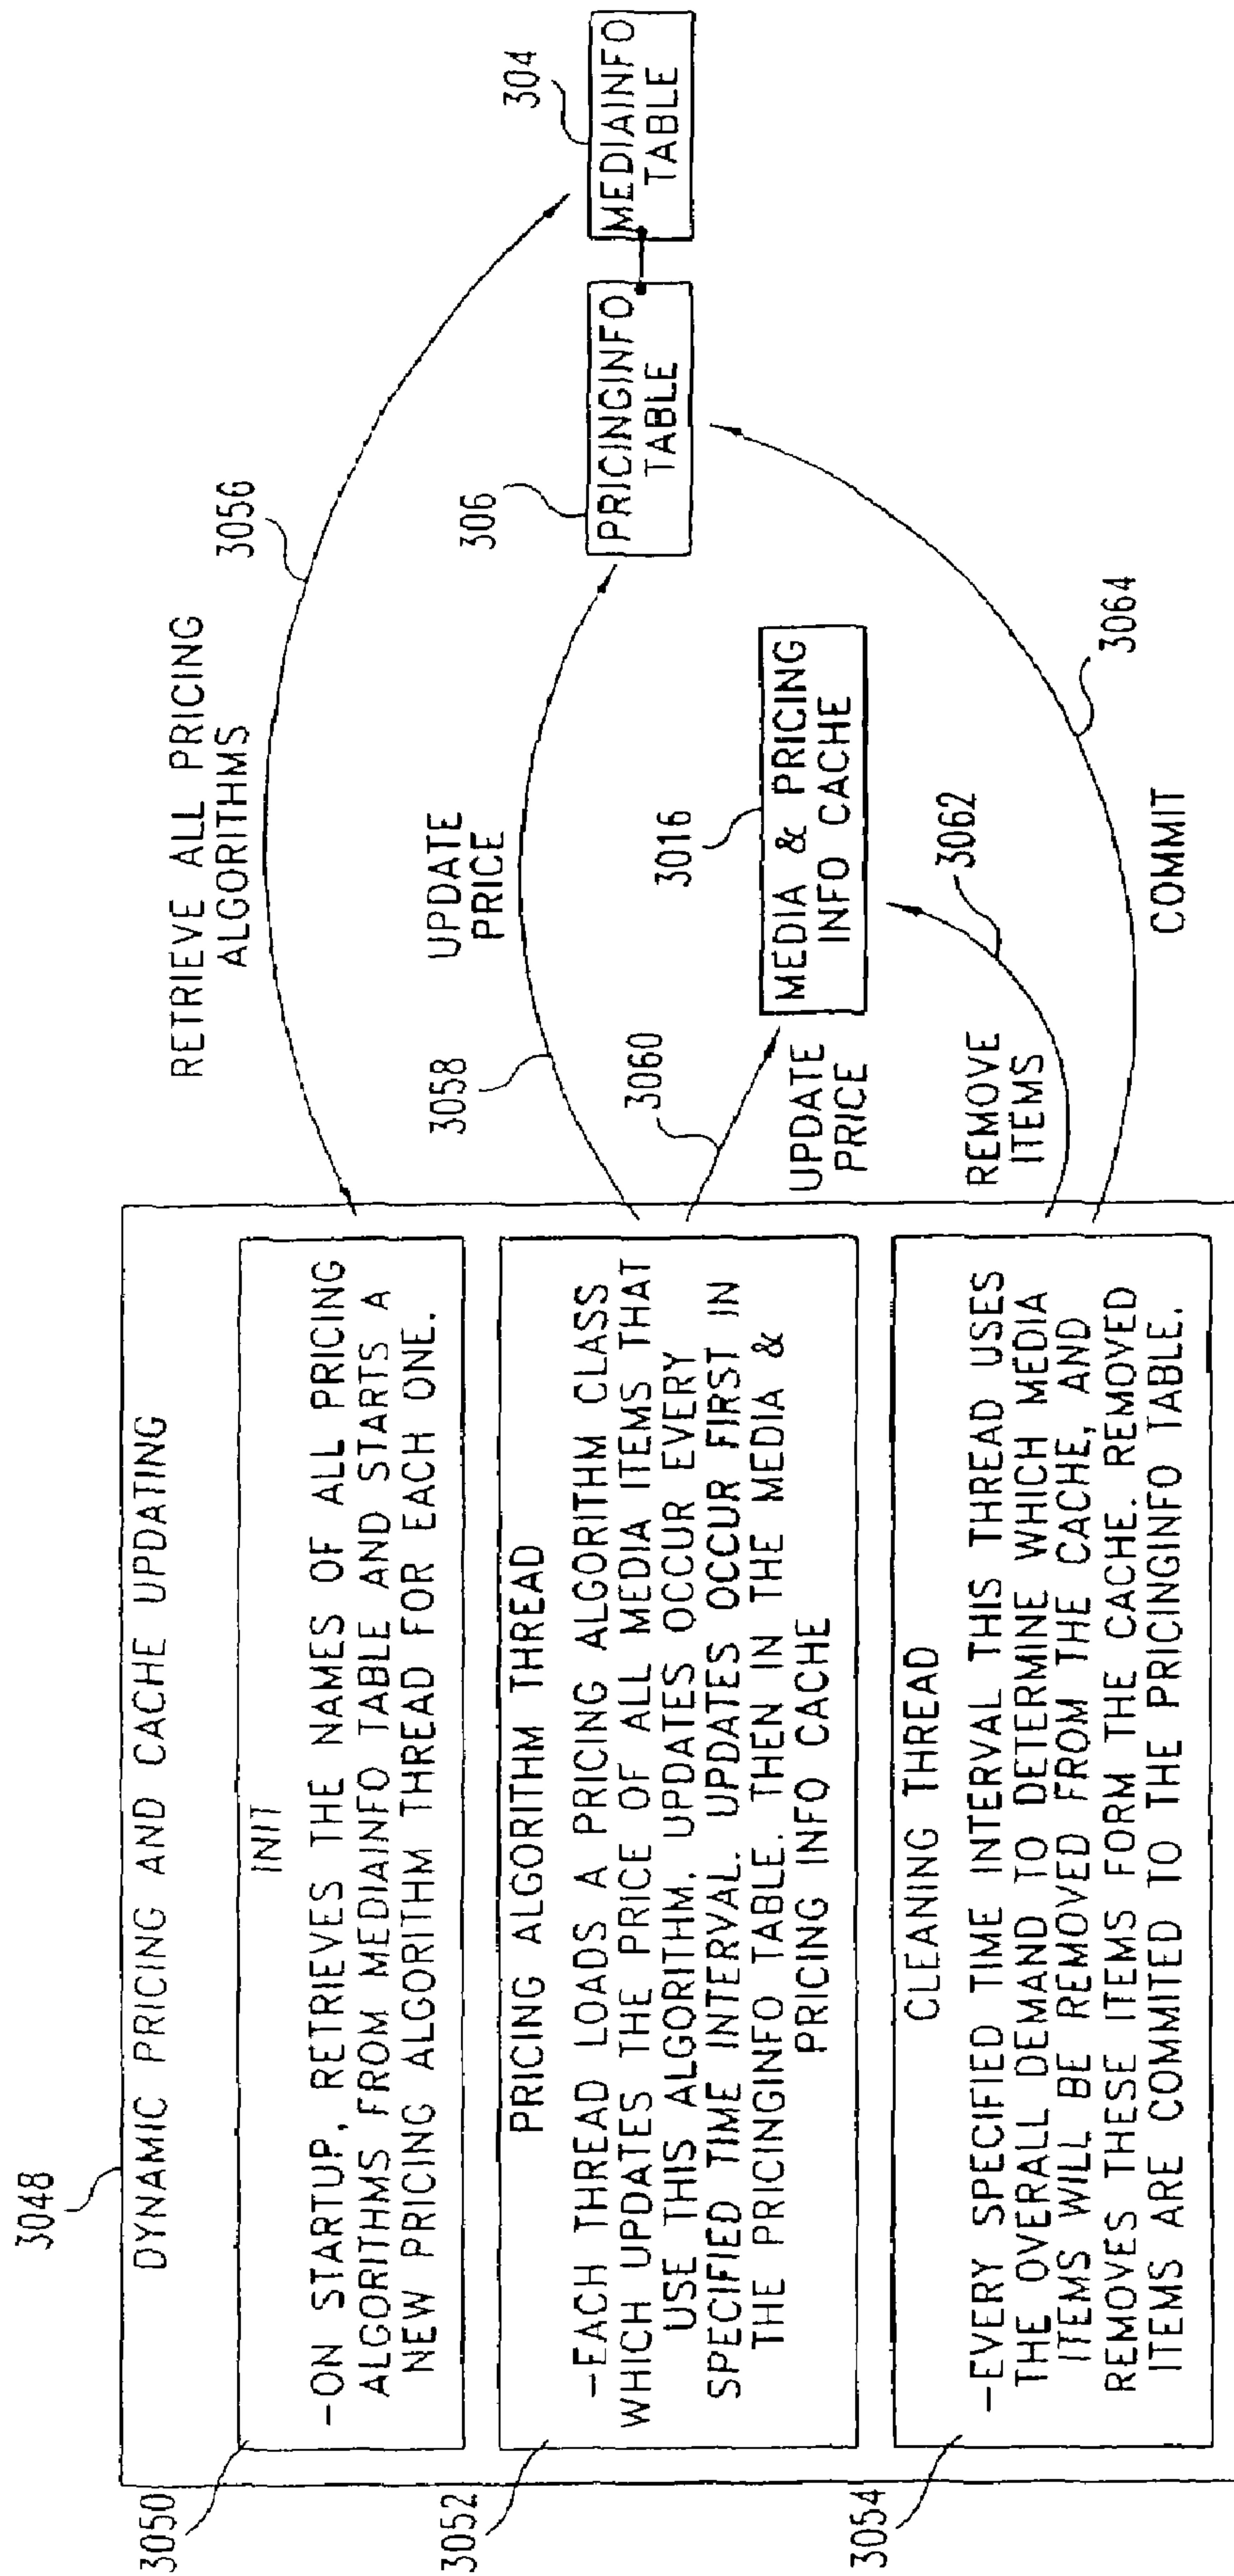 3048
DYNAMIC PRICING AND CACHE UPDATING
3050
INIT
-ON STARTUP, RETRIEVES THE NAMES OF ALL PRICING
ALGORITHMS FROM MEDIAINFO TABLE AND STARTS A
NEW PRICING ALGORITHM THREAD FOR EACH ONE.
3052
PRICING ALGORITHM THREAD
-EACH THREAD LOADS A PRICING ALGORITHM CLASS
WHICH UPDATES THE PRICE OF ALL MEDIA ITEMS THAT
USE THIS ALGORITHM. UPDATES OCCUR EVERY
SPECIFIED TIME INTERVAL. UPDATES OCCUR FIRST IN
THE PRICINGINFO TABLE. THEN IN THE MEDIA &
PRICING INFO CACHE
3054
CLEANING THREAD
-EVERY SPECIFIED TIME INTERVAL THIS THREAD USES
THE OVERALL DEMAND TO DETERMINE WHICH MEDIA
ITEMS WILL BE REMOVED FROM THE CACHE, AND
REMOVES THESE ITEMS FORM THE CACHE. REMOVED
ITEMS ARE COMMITED TO THE PRICINGINFO TABLE.
RETRIEVE ALL PRICING
ALGORITHMS
3056
UPDATE
PRICE
3058
3060
UPDATE
PRICE
3016
MEDIA & PRICING
INFO CACHE
REMOVE
ITEMS
3062
3064
COMMIT
306
PRICINGINFO
TABLE
304
MEDIAINFO
TABLE